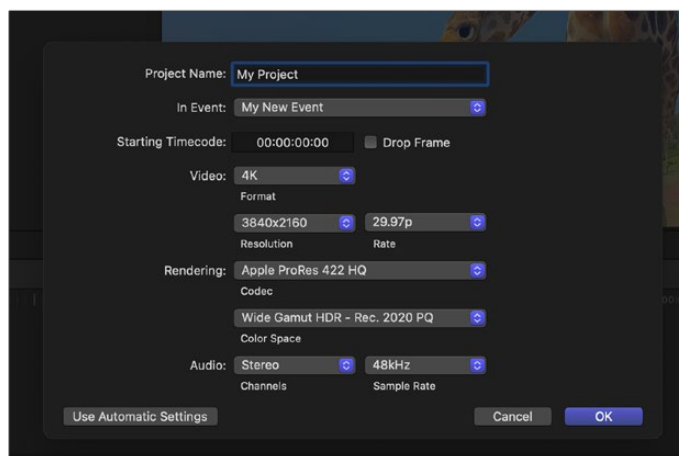 Project Name: My Project
In Event: My New Event
Starting Timecode: 00:00:00:00 Drop Frame
Video: 4K
Format
3840x2160 29.97p
Resolution Rate
Rendering: Apple ProRes 422 HQ
Codec
Wide Gamut HDR - Rec. 2020 PQ
Color Space
Audio: Stereo 48kHz
Channels Sample Rate
Use Automatic Settings Cancel OK